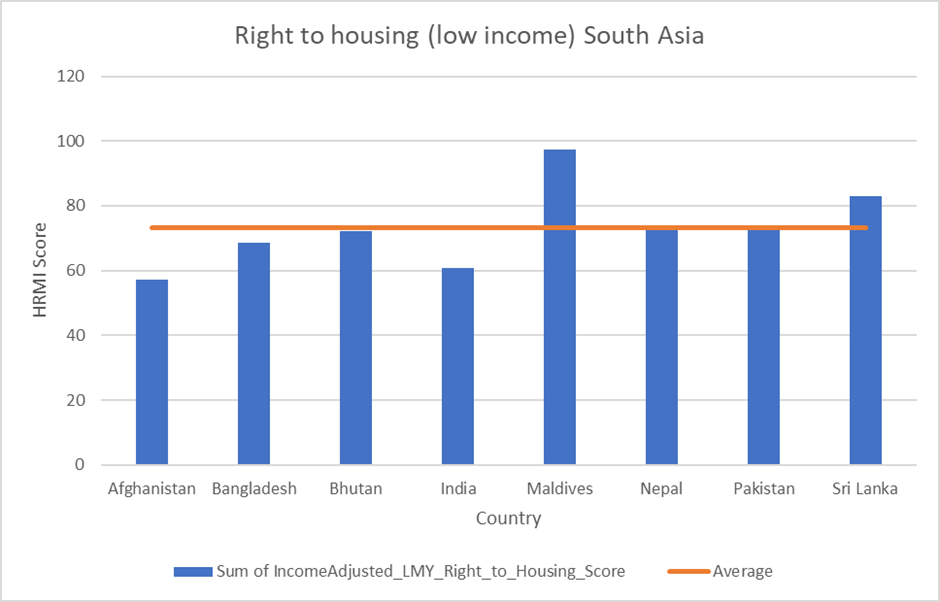 Right to housing (low income) South Asia
120
100
80
60
40
20
0
HRMI Score
Afghanistan Bangladesh Bhutan India Maldives Nepal Pakistan Sri Lanka
Country
Sum of IncomeAdjusted_LMY_Right_to_Housing_Score Average